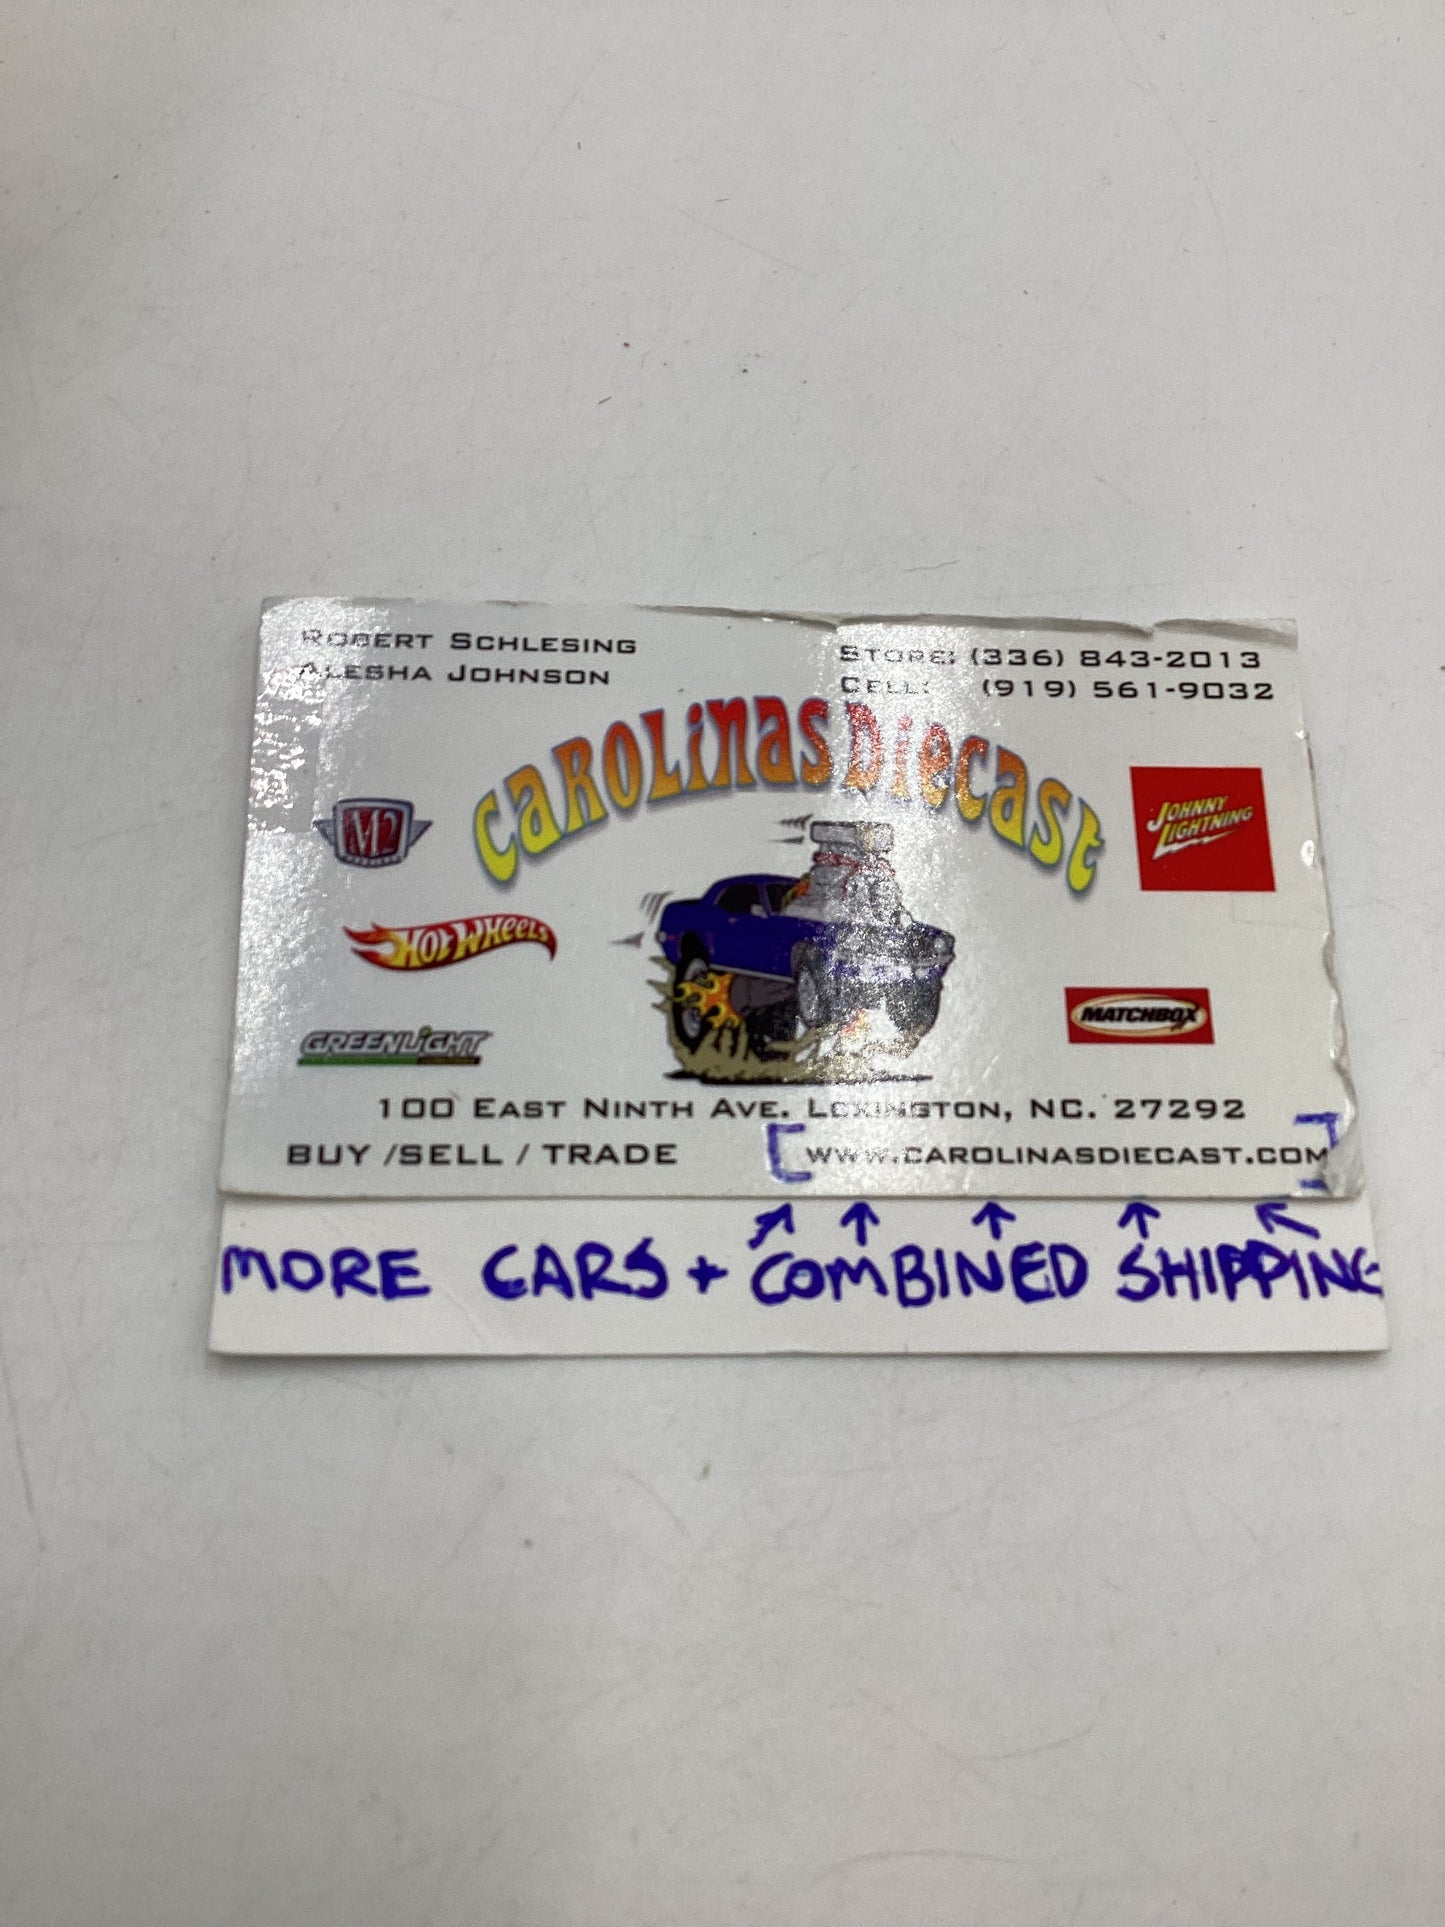 ROBERT SCHLESING
ALESHA JOHNSON
STORE: (336) 843-2013
CELL: (919) 561-9032
CAROLINAS DIECAST
M2
JOHNNY
LIGHTNING
HOT WHEELS
MATCHBOX
GREENLIGHT
100 EAST NINTH AVE. LEXINGTON, NC. 27292
BUY /SELL / TRADE
WWW.CAROLINASDIECAST.COM
MORE CARS + COMBINED SHIPPING